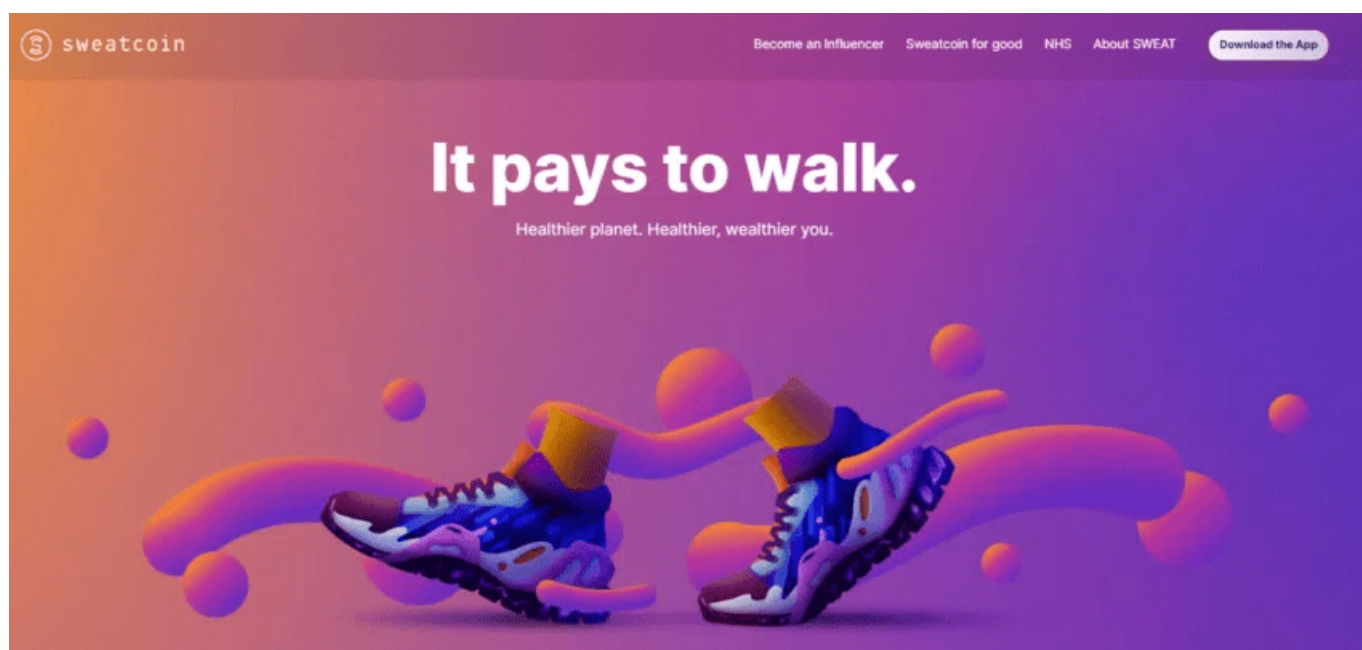 sweatcoin
Become an Influencer Sweatcoin for good NHS About SWEAT Download the App
It pays to walk.
Healthier planet. Healthier, wealthier you.